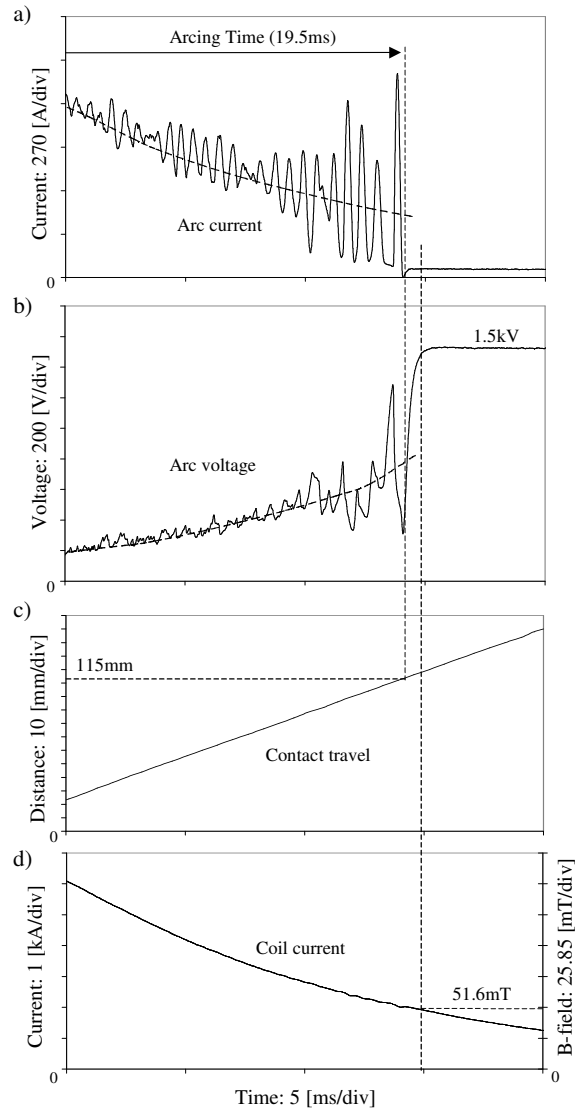 a)
Arcing Time (19.5ms)
Current: 270 [A/div]
Arc current
0
b)
1.5kV
Voltage: 200 [V/div]
Arc voltage
0
c)
115mm
Distance: 10 [mm/div]
Contact travel
0
d)
Current: 1 [kA/div]
Coil current
51.6mT
B-field: 25.85 [mT/div]
0
0
Time: 5 [ms/div]